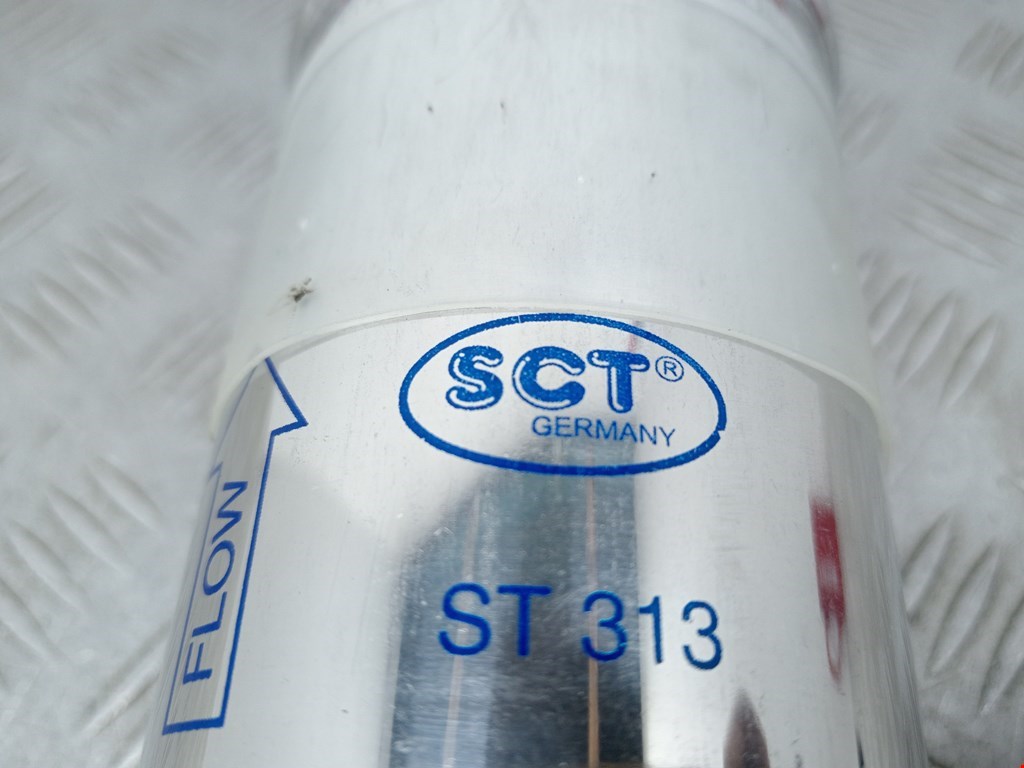 SCT®
GERMANY
FLOW
ST 313